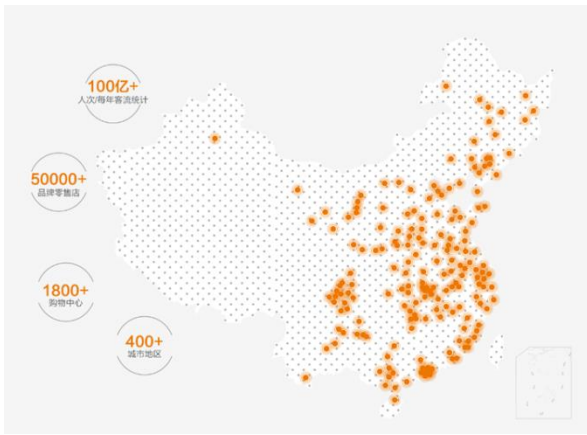 100亿+
人次/每年客流统计
50000+
品牌零售店
1800+
购物中心
400+
城市地区